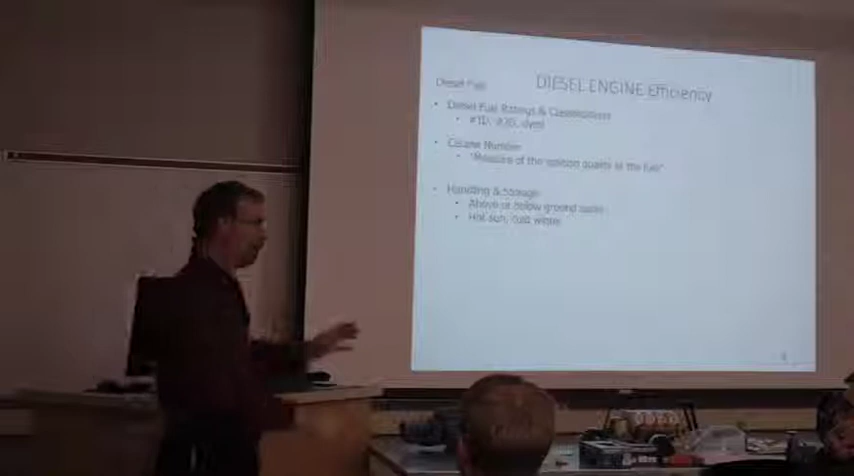 DIESEL ENGINE Efficiency
Diesel Fuel
• Diesel Fuel Ratings & Classifications
• #1D, #2D, dyed
• Cetane Number
• "Measure of the ignition quality of the fuel"
• Handling & Storage
• Above or below ground tanks
• Hot sun, cold winter